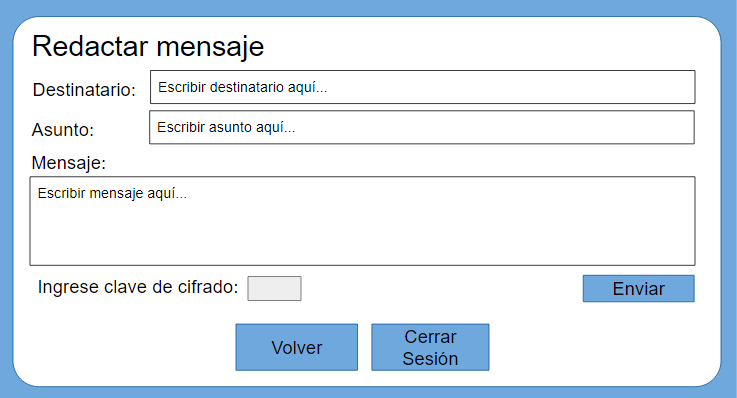 Redactar mensaje
Destinatario: Escribir destinatario aquí...
Asunto: Escribir asunto aquí...
Mensaje:
Escribir mensaje aquí...
Ingrese clave de cifrado: Enviar
Volver Cerrar
Sesión